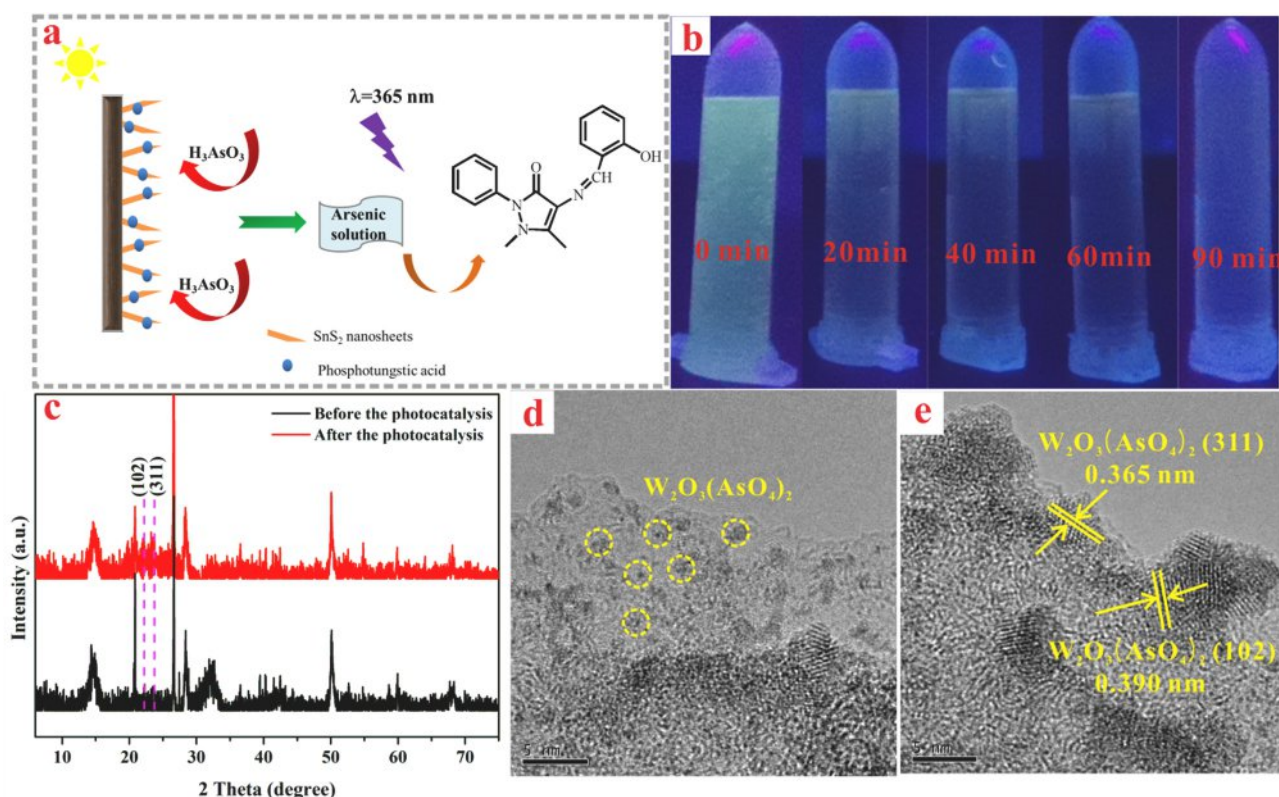 a
λ=365 nm
H₃AsO₃
OH
CH
N
O
N
N
Arsenic
solution
H₃AsO₃
SnS₂ nanosheets
Phosphotungstic acid
b
0 min
20min
40 min
60min
90 min
c
Before the photocatalysis
After the photocatalysis
(102)
(311)
Intensity (a.u.)
10 20 30 40 50 60 70
2 Theta (degree)
d
W₂O₃(AsO₄)₂
5 nm
e
W₂O₃(AsO₄)₂ (311)
0.365 nm
W₂O₃(AsO₄)₂ (102)
0.390 nm
5 nm